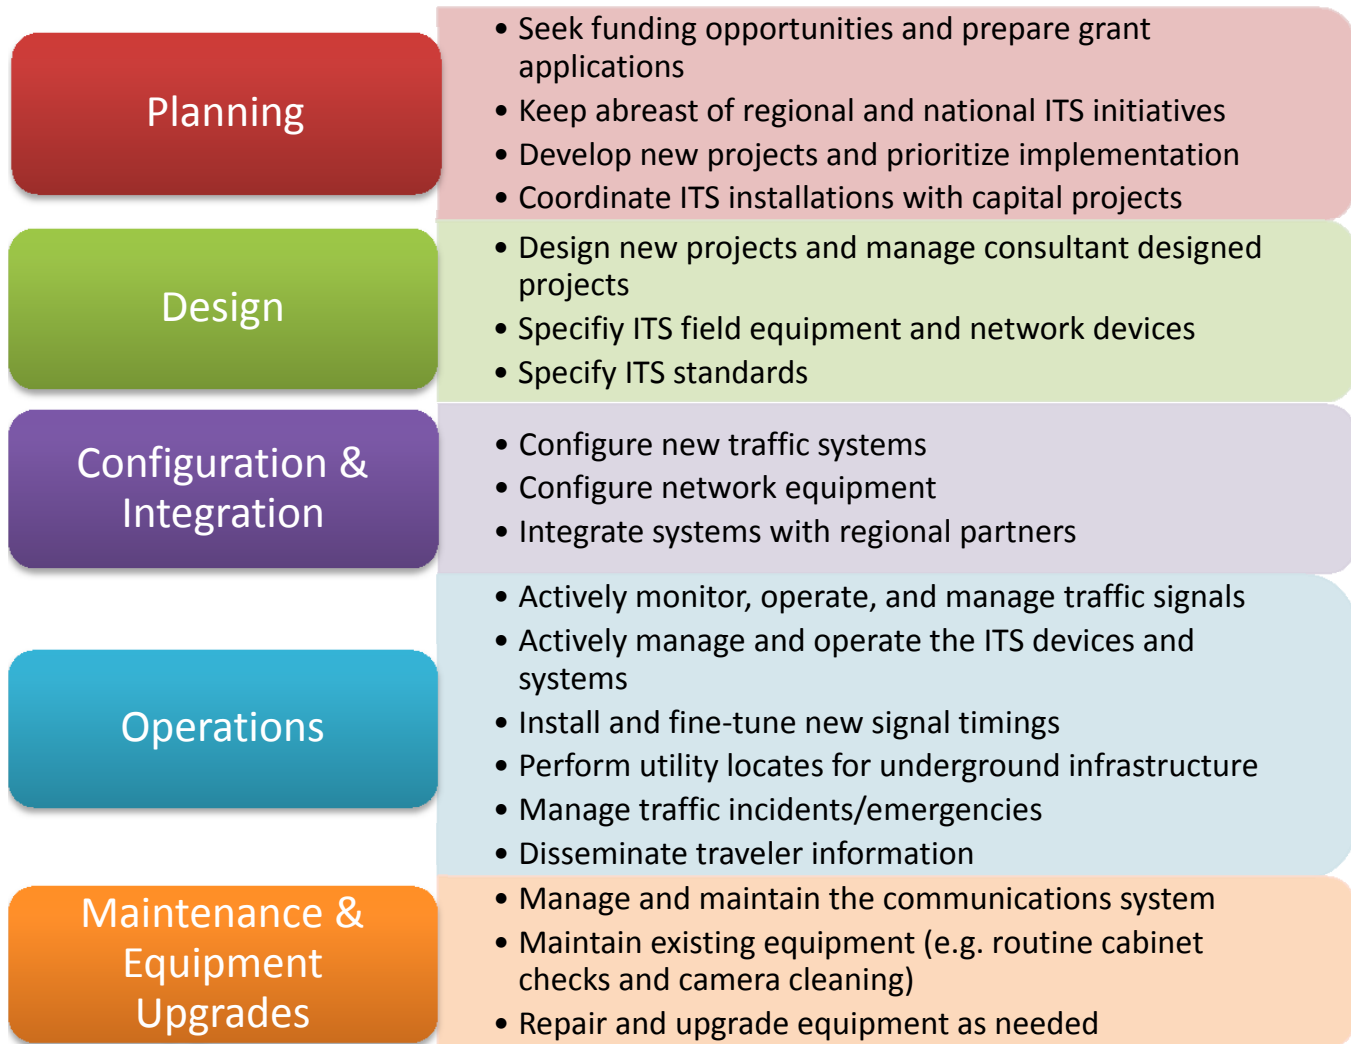 Planning
• Seek funding opportunities and prepare grant
applications
• Keep abreast of regional and national ITS initiatives
• Develop new projects and prioritize implementation
• Coordinate ITS installations with capital projects
Design
• Design new projects and manage consultant designed
projects
• Specifiy ITS field equipment and network devices
• Specify ITS standards
Configuration &
Integration
• Configure new traffic systems
• Configure network equipment
• Integrate systems with regional partners
Operations
• Actively monitor, operate, and manage traffic signals
• Actively manage and operate the ITS devices and
systems
• Install and fine-tune new signal timings
• Perform utility locates for underground infrastructure
• Manage traffic incidents/emergencies
• Disseminate traveler information
Maintenance &
Equipment
Upgrades
• Manage and maintain the communications system
• Maintain existing equipment (e.g. routine cabinet
checks and camera cleaning)
• Repair and upgrade equipment as needed